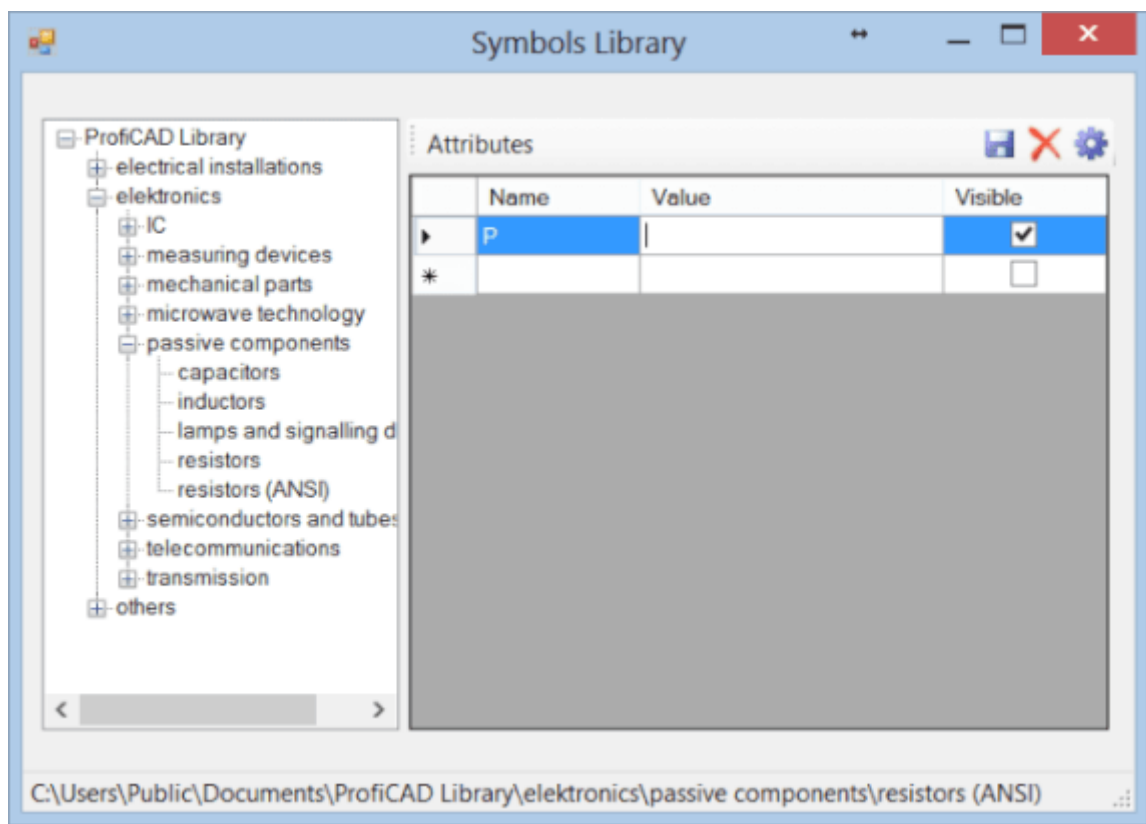 Symbols Library
ProfiCAD Library
electrical installations
elektronics
IC
measuring devices
mechanical parts
microwave technology
passive components
capacitors
inductors
lamps and signalling d
resistors
resistors (ANSI)
semiconductors and tubes
telecommunications
transmission
others
Attributes
Name Value Visible
P
C:\Users\Public\Documents\ProfiCAD Library\elektronics\passive components\resistors (ANSI)